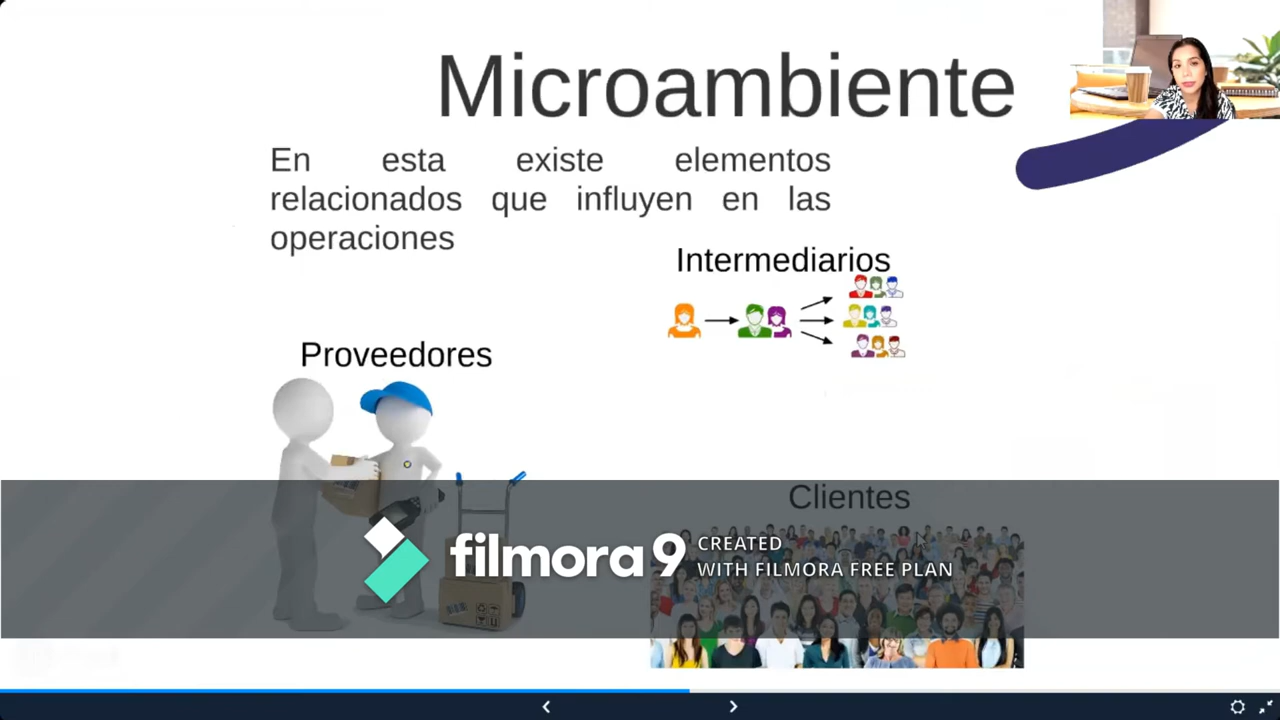 Microambiente
En esta existe elementos
relacionados que influyen en las
operaciones
Intermediarios
Proveedores
Clientes
filmora9 CREATED
WITH FILMORA FREE PLAN